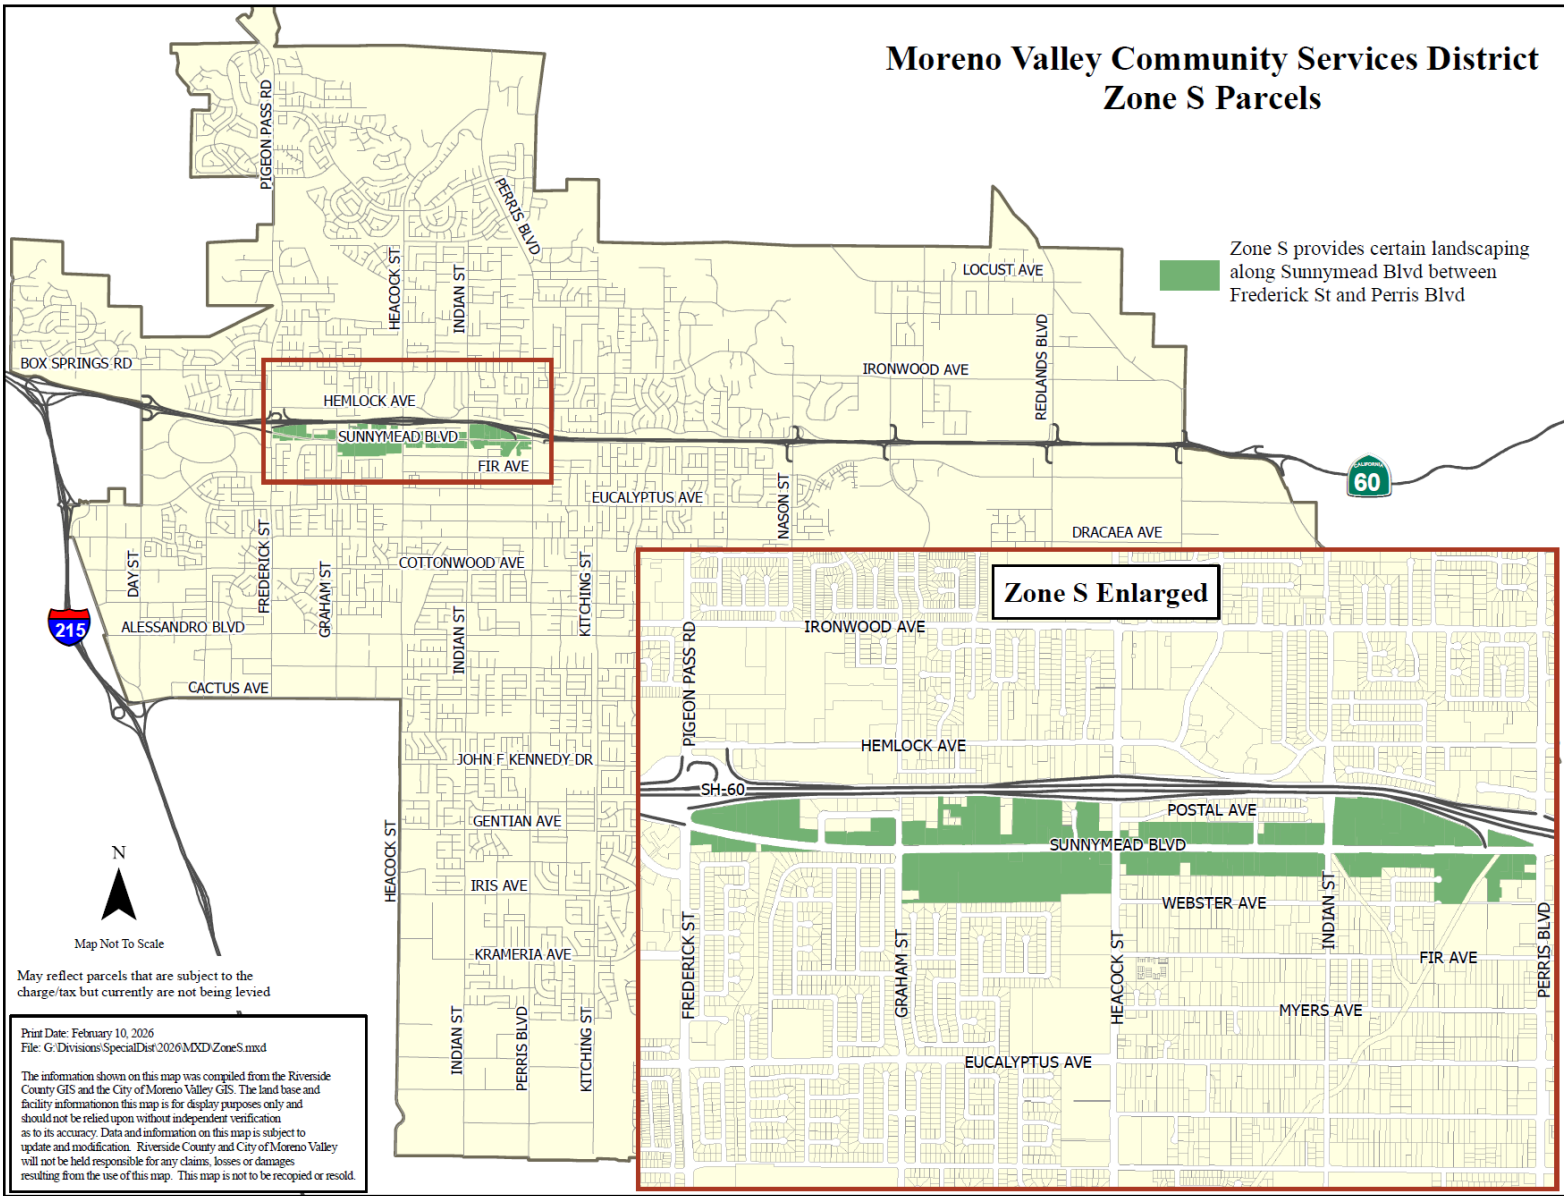 Moreno Valley Community Services District
Zone S Parcels
Zone S provides certain landscaping
along Sunnymead Blvd between
Frederick St and Perris Blvd
PIGEON PASS RD
PERRIS BLVD
HEACOCK ST
INDIAN ST
LOCUST AVE
REDLANDS BLVD
BOX SPRINGS RD
IRONWOOD AVE
HEMLOCK AVE
SUNNYMEAD BLVD
FIR AVE
CALIFORNIA
60
EUCALYPTUS AVE
NASON ST
DRACAEA AVE
DAY ST
FREDERICK ST
GRAHAM ST
COTTONWOOD AVE
KITCHING ST
215
ALESSANDRO BLVD
INDIAN ST
CACTUS AVE
JOHN F KENNEDY DR
GENTIAN AVE
HEACOCK ST
IRIS AVE
KRAMERIA AVE
INDIAN ST
PERRIS BLVD
KITCHING ST
Zone S Enlarged
IRONWOOD AVE
PIGEON PASS RD
HEMLOCK AVE
SH-60
POSTAL AVE
SUNNYMEAD BLVD
WEBSTER AVE
FREDERICK ST
GRAHAM ST
HEACOCK ST
INDIAN ST
FIR AVE
PERRIS BLVD
MYERS AVE
EUCALYPTUS AVE
N
Map Not To Scale
May reflect parcels that are subject to the
charge/tax but currently are not being levied
Print Date: February 10, 2026
File: G:\Divisions\SpecialDist\2026\MXD\ZoneS.mxd
The information shown on this map was compiled from the Riverside
County GIS and the City of Moreno Valley GIS. The land base and
facility informationon this map is for display purposes only and
should not be relied upon without independent verification
as to its accuracy. Data and information on this map is subject to
update and modification. Riverside County and City of Moreno Valley
will not be held responsible for any claims, losses or damages
resulting from the use of this map. This map is not to be recopied or resold.